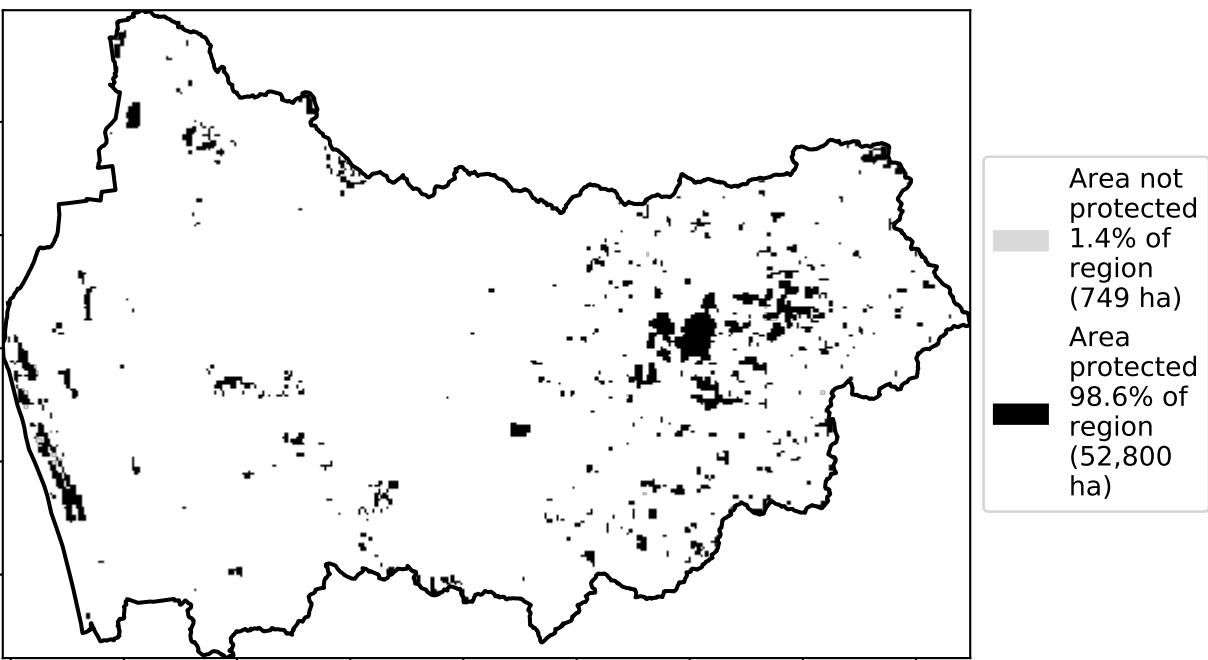 Area not
protected
1.4% of
region
(749 ha)
Area
protected
98.6% of
region
(52,800
ha)